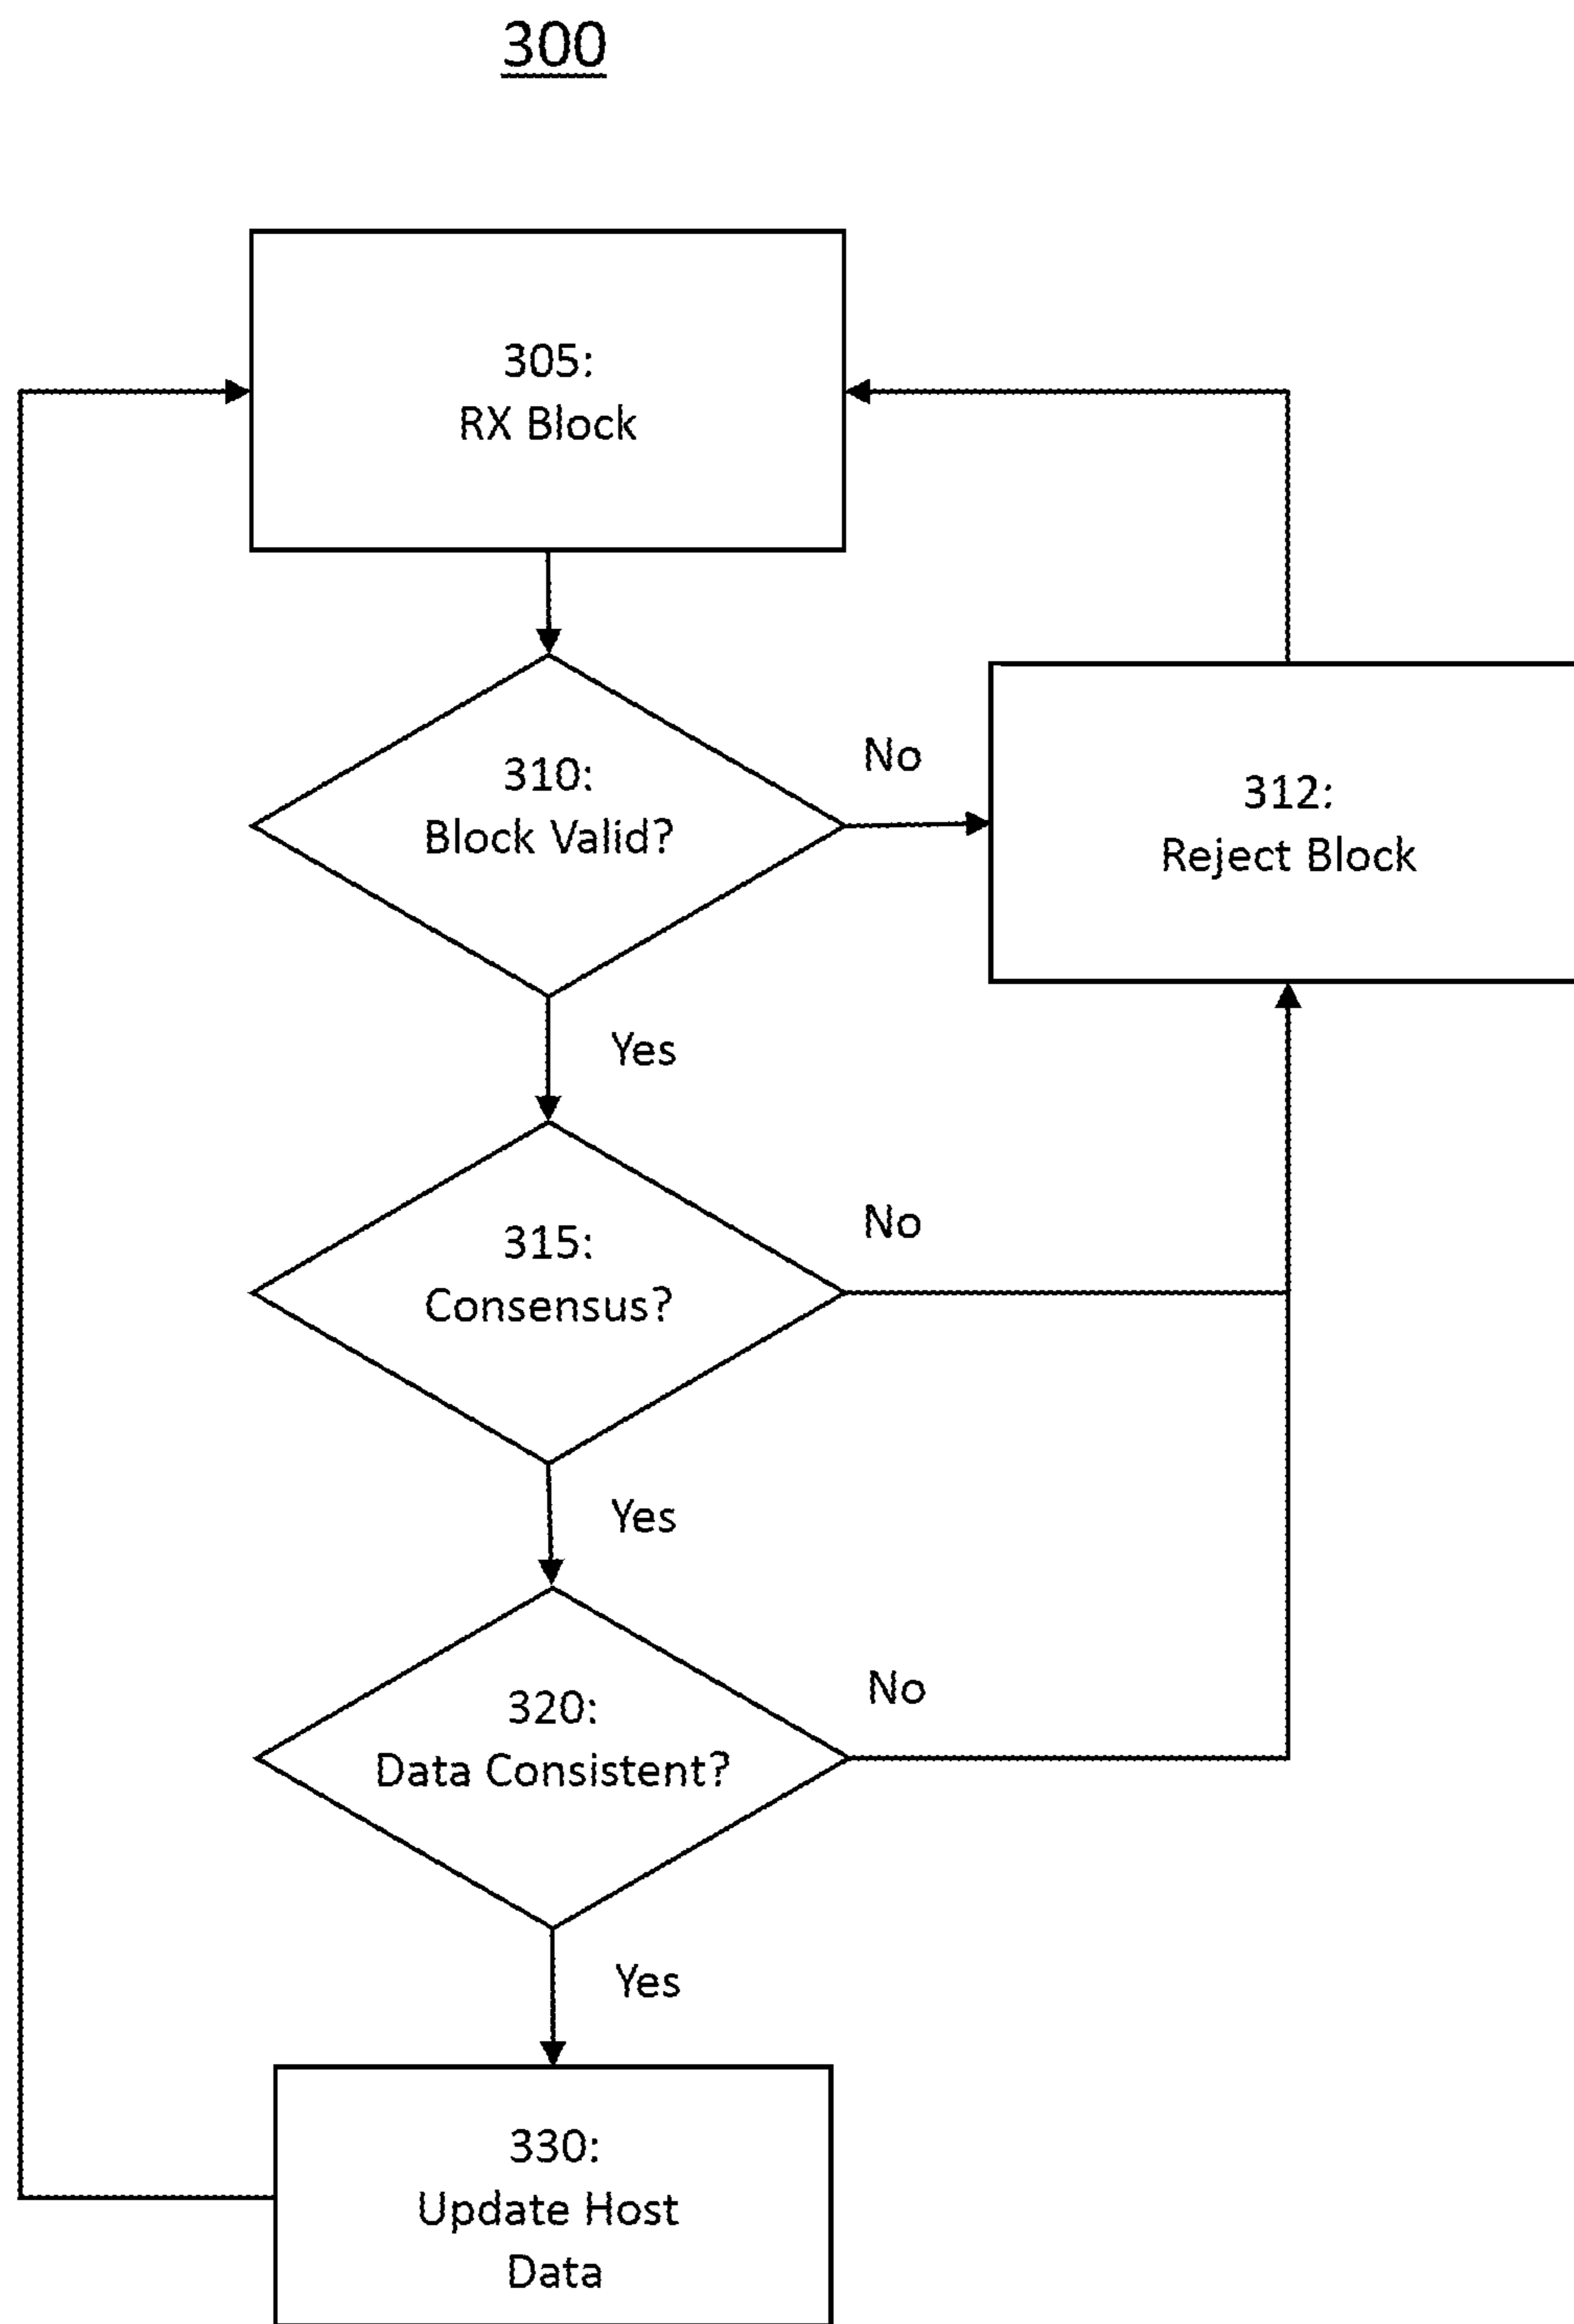 300
305:
RX Block
310:
Block Valid?
No
312:
Reject Block
Yes
315:
Consensus?
No
Yes
320:
Data Consistent?
No
Yes
330:
Update Host
Data